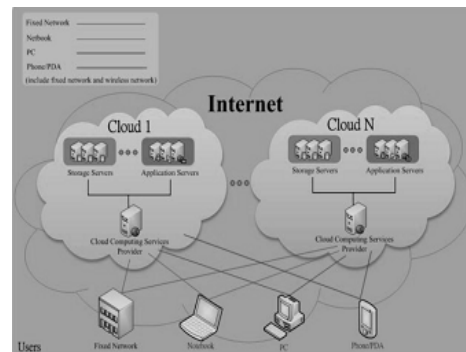 Fixed Network
Netbook
PC
Phone/PDA
(include fixed network and wireless network)
Internet
Cloud 1
Cloud N
Storage Servers
Application Servers
Storage Servers
Application Servers
Cloud Computing Services
Provider
Cloud Computing Services
Provider
Users
Fixed Network
Notebook
PC
Phone/PDA